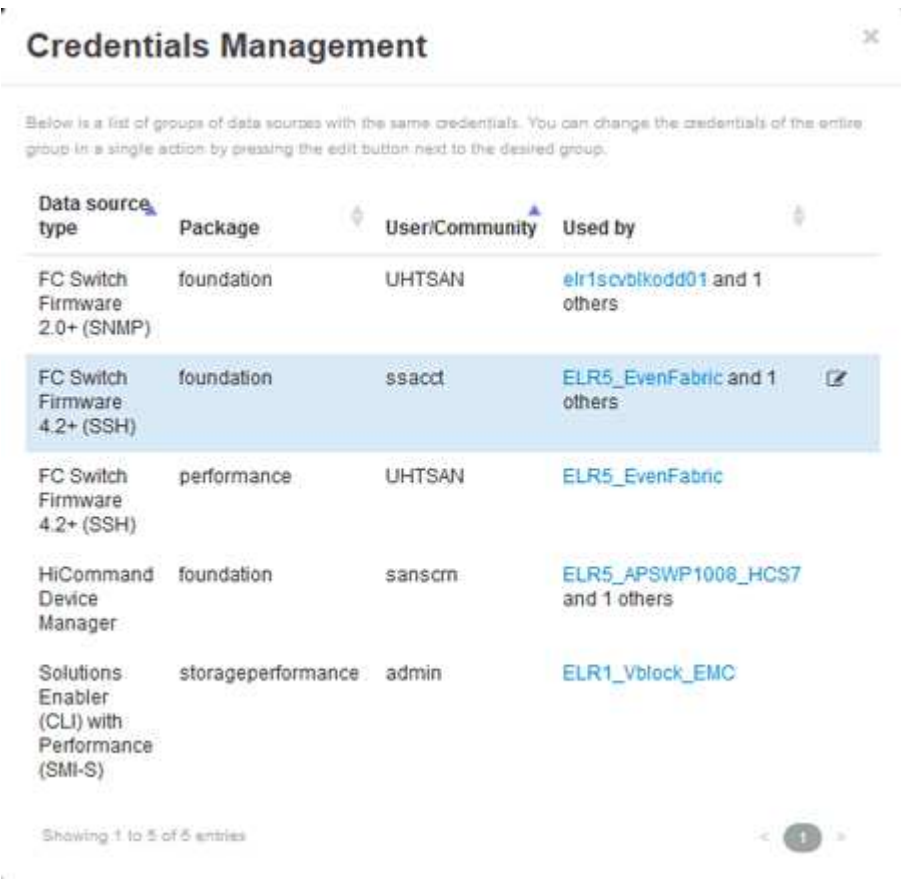 Credentials Management
Below is a list of groups of data sources with the same credentials. You can change the credentials of the entire
group in a single action by pressing the edit button next to the desired group.
Data source type Package User/Community Used by
FC Switch foundation UHTSAN elr1scvblkodd01 and 1
Firmware others
2.0+ (SNMP)
FC Switch foundation ssacct ELR5_EvenFabric and 1
Firmware others
4.2+ (SSH)
FC Switch performance UHTSAN ELR5_EvenFabric
Firmware
4.2+ (SSH)
HiCommand foundation sanscrn ELR5_APSWP1008_HCS7
Device and 1 others
Manager
Solutions storageperformance admin ELR1_Vblock_EMC
Enabler
(CLI) with
Performance
(SMI-S)
Showing 1 to 5 of 5 entries < 1 >